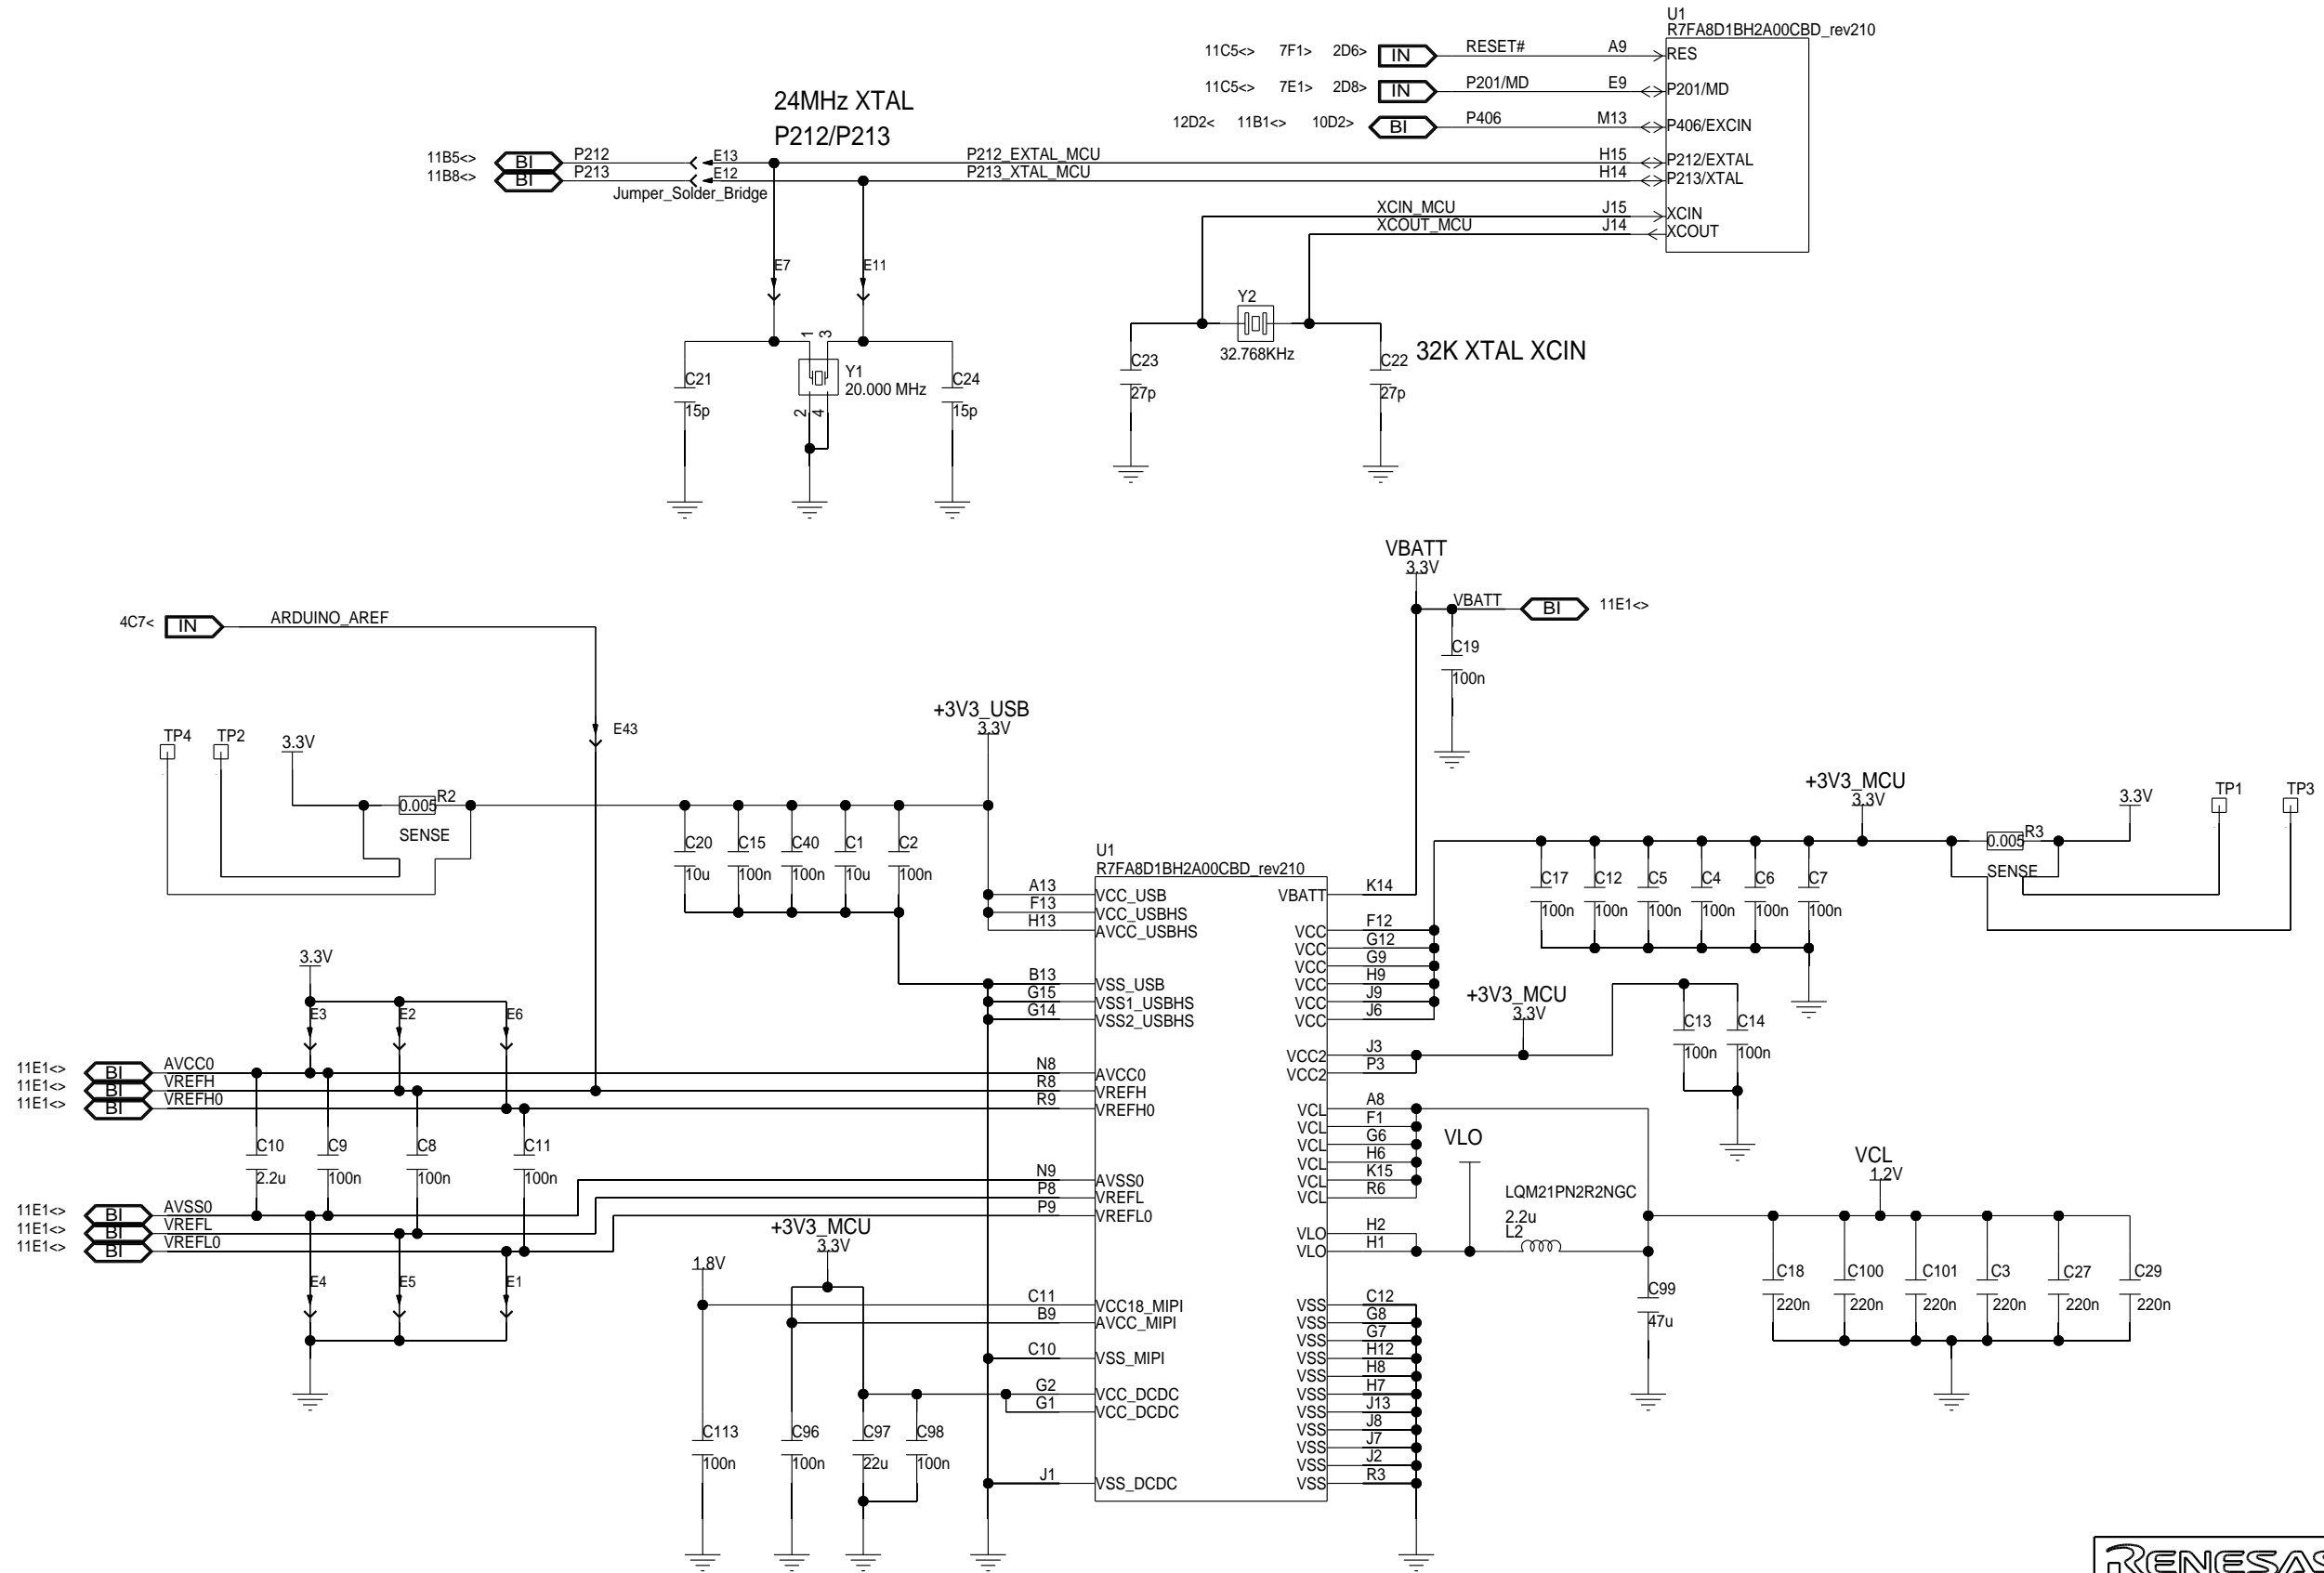 U1
R7FA8D1BH2A00CBD_rev210
11C5<> 7F1> 2D6> IN RESET# A9 RES
11C5<> 7E1> 2D8> IN P201/MD E9 P201/MD
12D2< 11B1<> 10D2> BI P406 M13 P406/EXCIN
24MHz XTAL
P212/P213
11B5<> BI P212 E13 P212_EXTAL_MCU H15 P212/EXTAL
11B8<> BI P213 E12 P213_XTAL_MCU H14 P213/XTAL
Jumper_Solder_Bridge
XCIN_MCU J15 XCIN
XCOUT_MCU J14 XCOUT
E7 E11
Y2
32.768KHz
32K XTAL XCIN
C23
27p
C22
27p
1 3
C21
15p
Y1
20.000 MHz
2 4
C24
15p
VBATT
3.3V
VBATT BI 11E1<>
C19
100n
4C7< IN ARDUINO_AREF
E43
+3V3_USB
3.3V
TP4 TP2 3.3V
0.005 R2
SENSE
C20 C15 C40 C1 C2
10u 100n 100n 10u 100n
+3V3_MCU
3.3V
3.3V TP1 TP3
0.005 R3
SENSE
C17 C12 C5 C4 C6 C7
100n 100n 100n 100n 100n 100n
U1
R7FA8D1BH2A00CBD_rev210
A13 VCC_USB
F13 VCC_USBHS
H13 AVCC_USBHS
B13 VSS_USB
G15 VSS1_USBHS
G14 VSS2_USBHS
VBATT K14
VCC F12
VCC G12
VCC G9
VCC H9
VCC J9
VCC J6
+3V3_MCU
3.3V
C13 C14
100n 100n
VCC2 J3
VCC2 P3
3.3V
E3 E2 E6
11E1<> BI AVCC0 N8 AVCC0
11E1<> BI VREFH R8 VREFH
11E1<> BI VREFH0 R9 VREFH0
C10 C9 C8 C11
2.2u 100n 100n 100n
11E1<> BI AVSS0 N9 AVSS0
11E1<> BI VREFL P8 VREFL
11E1<> BI VREFL0 P9 VREFL0
E4 E5 E1
VCL A8
VCL F1
VCL G6
VCL H6
VCL K15
VCL R6
VLO
LQM21PN2R2NGC
2.2u
L2
VLO H2
VLO H1
VCL
1.2V
C99
47u
C18 C100 C101 C3 C27 C29
220n 220n 220n 220n 220n 220n
+3V3_MCU
3.3V
1.8V
C11 VCC18_MIPI
B9 AVCC_MIPI
C10 VSS_MIPI
G2 VCC_DCDC
G1 VCC_DCDC
J1 VSS_DCDC
C113 C96 C97 C98
100n 100n 22u 100n
VSS C12
VSS G8
VSS G7
VSS H12
VSS H8
VSS H7
VSS J13
VSS J8
VSS J7
VSS J2
VSS R3
RENESAS